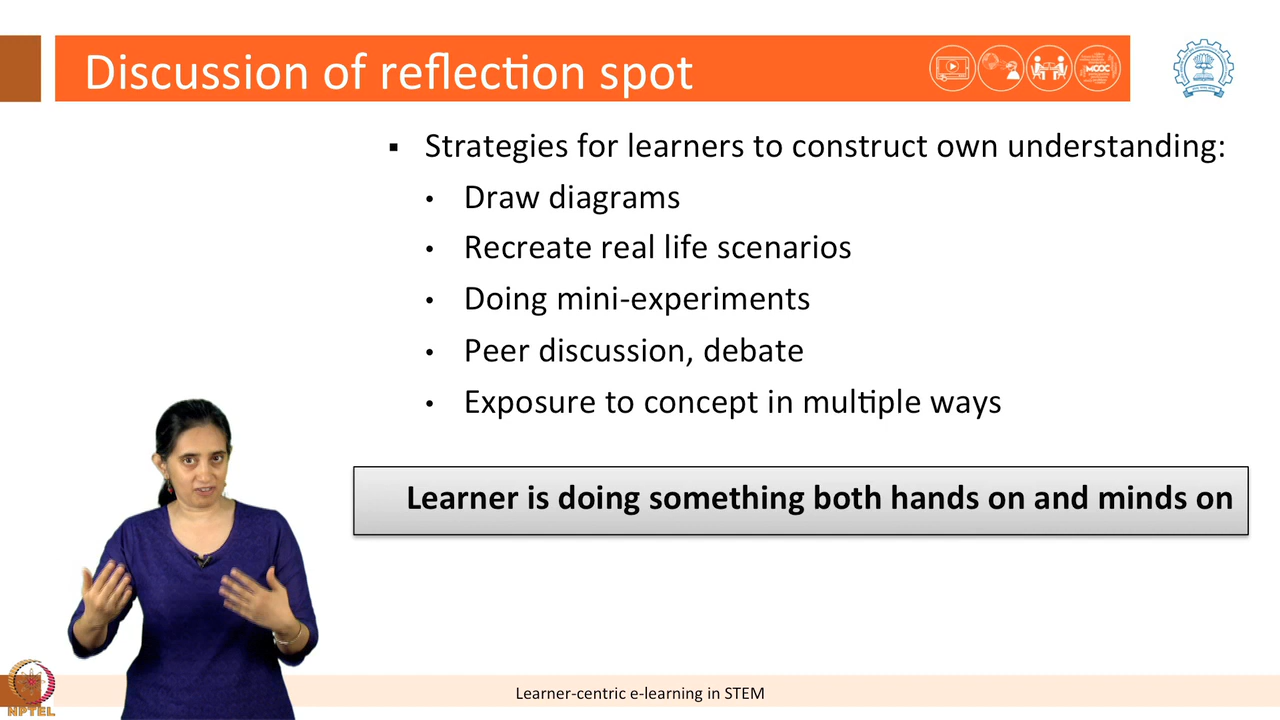 Discussion of reflection spot
MOOC
▪ Strategies for learners to construct own understanding:
• Draw diagrams
• Recreate real life scenarios
• Doing mini-experiments
• Peer discussion, debate
• Exposure to concept in multiple ways
Learner is doing something both hands on and minds on
Learner-centric e-learning in STEM
NPTEL